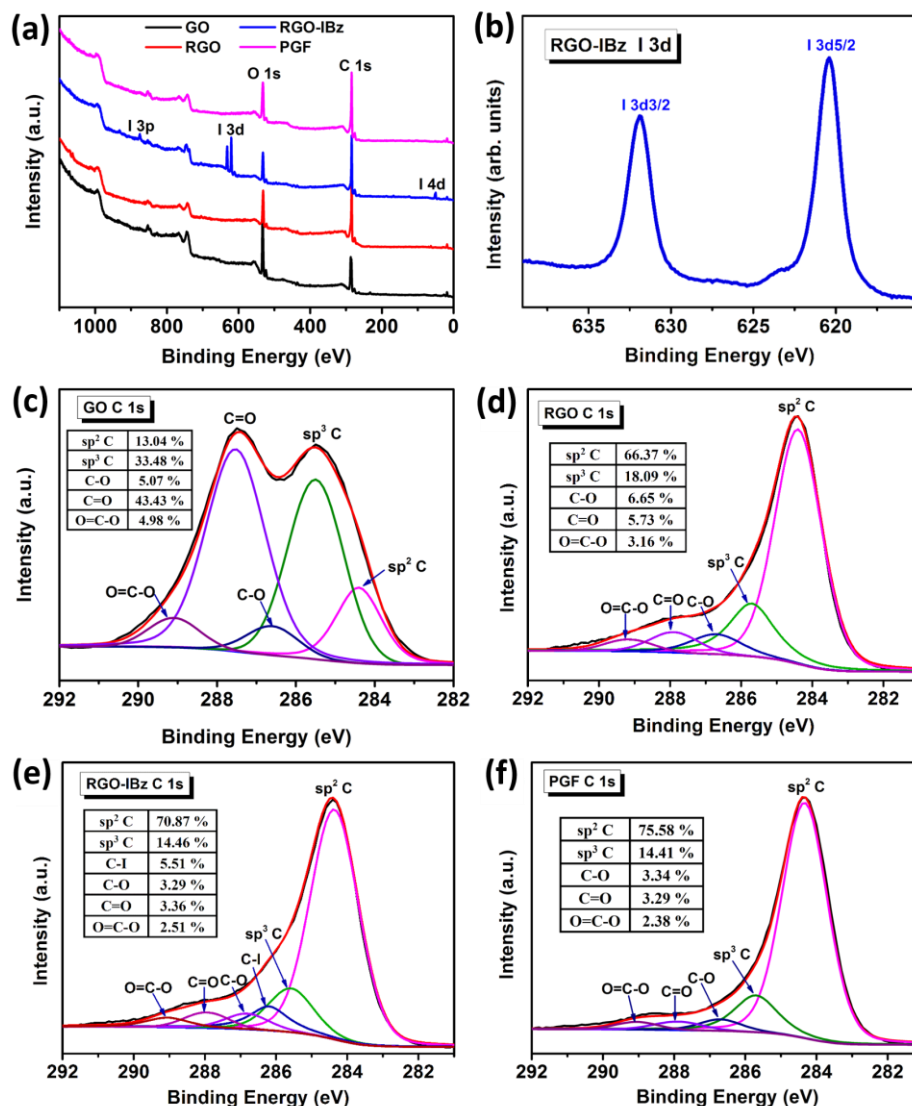 (a)
GO
RGO-IBz
RGO
PGF
O 1s
C 1s
I 3p
I 3d
I 4d
Intensity (a.u.)
1000 800 600 400 200 0
Binding Energy (eV)
(b)
RGO-IBz I 3d
I 3d5/2
I 3d3/2
Intensity (arb. units)
635 630 625 620
Binding Energy (eV)
(c)
GO C 1s
sp² C 13.04 %
sp³ C 33.48 %
C-O 5.07 %
C=O 43.43 %
O=C-O 4.98 %
C=O
sp³ C
sp² C
O=C-O
C-O
Intensity (a.u.)
292 290 288 286 284 282
Binding Energy (eV)
(d)
RGO C 1s
sp² C 66.37 %
sp³ C 18.09 %
C-O 6.65 %
C=O 5.73 %
O=C-O 3.16 %
sp² C
sp³ C
O=C-O
C=O
C-O
Intensity (a.u.)
292 290 288 286 284 282
Binding Energy (eV)
(e)
RGO-IBz C 1s
sp² C 70.87 %
sp³ C 14.46 %
C-I 5.51 %
C-O 3.29 %
C=O 3.36 %
O=C-O 2.51 %
sp² C
sp³ C
C-I
O=C-O
C=O
C-O
Intensity (a.u.)
292 290 288 286 284 282
Binding Energy (eV)
(f)
PGF C 1s
sp² C 75.58 %
sp³ C 14.41 %
C-O 3.34 %
C=O 3.29 %
O=C-O 2.38 %
sp² C
sp³ C
C-O
O=C-O
C=O
Intensity (a.u.)
292 290 288 286 284 282
Binding Energy (eV)